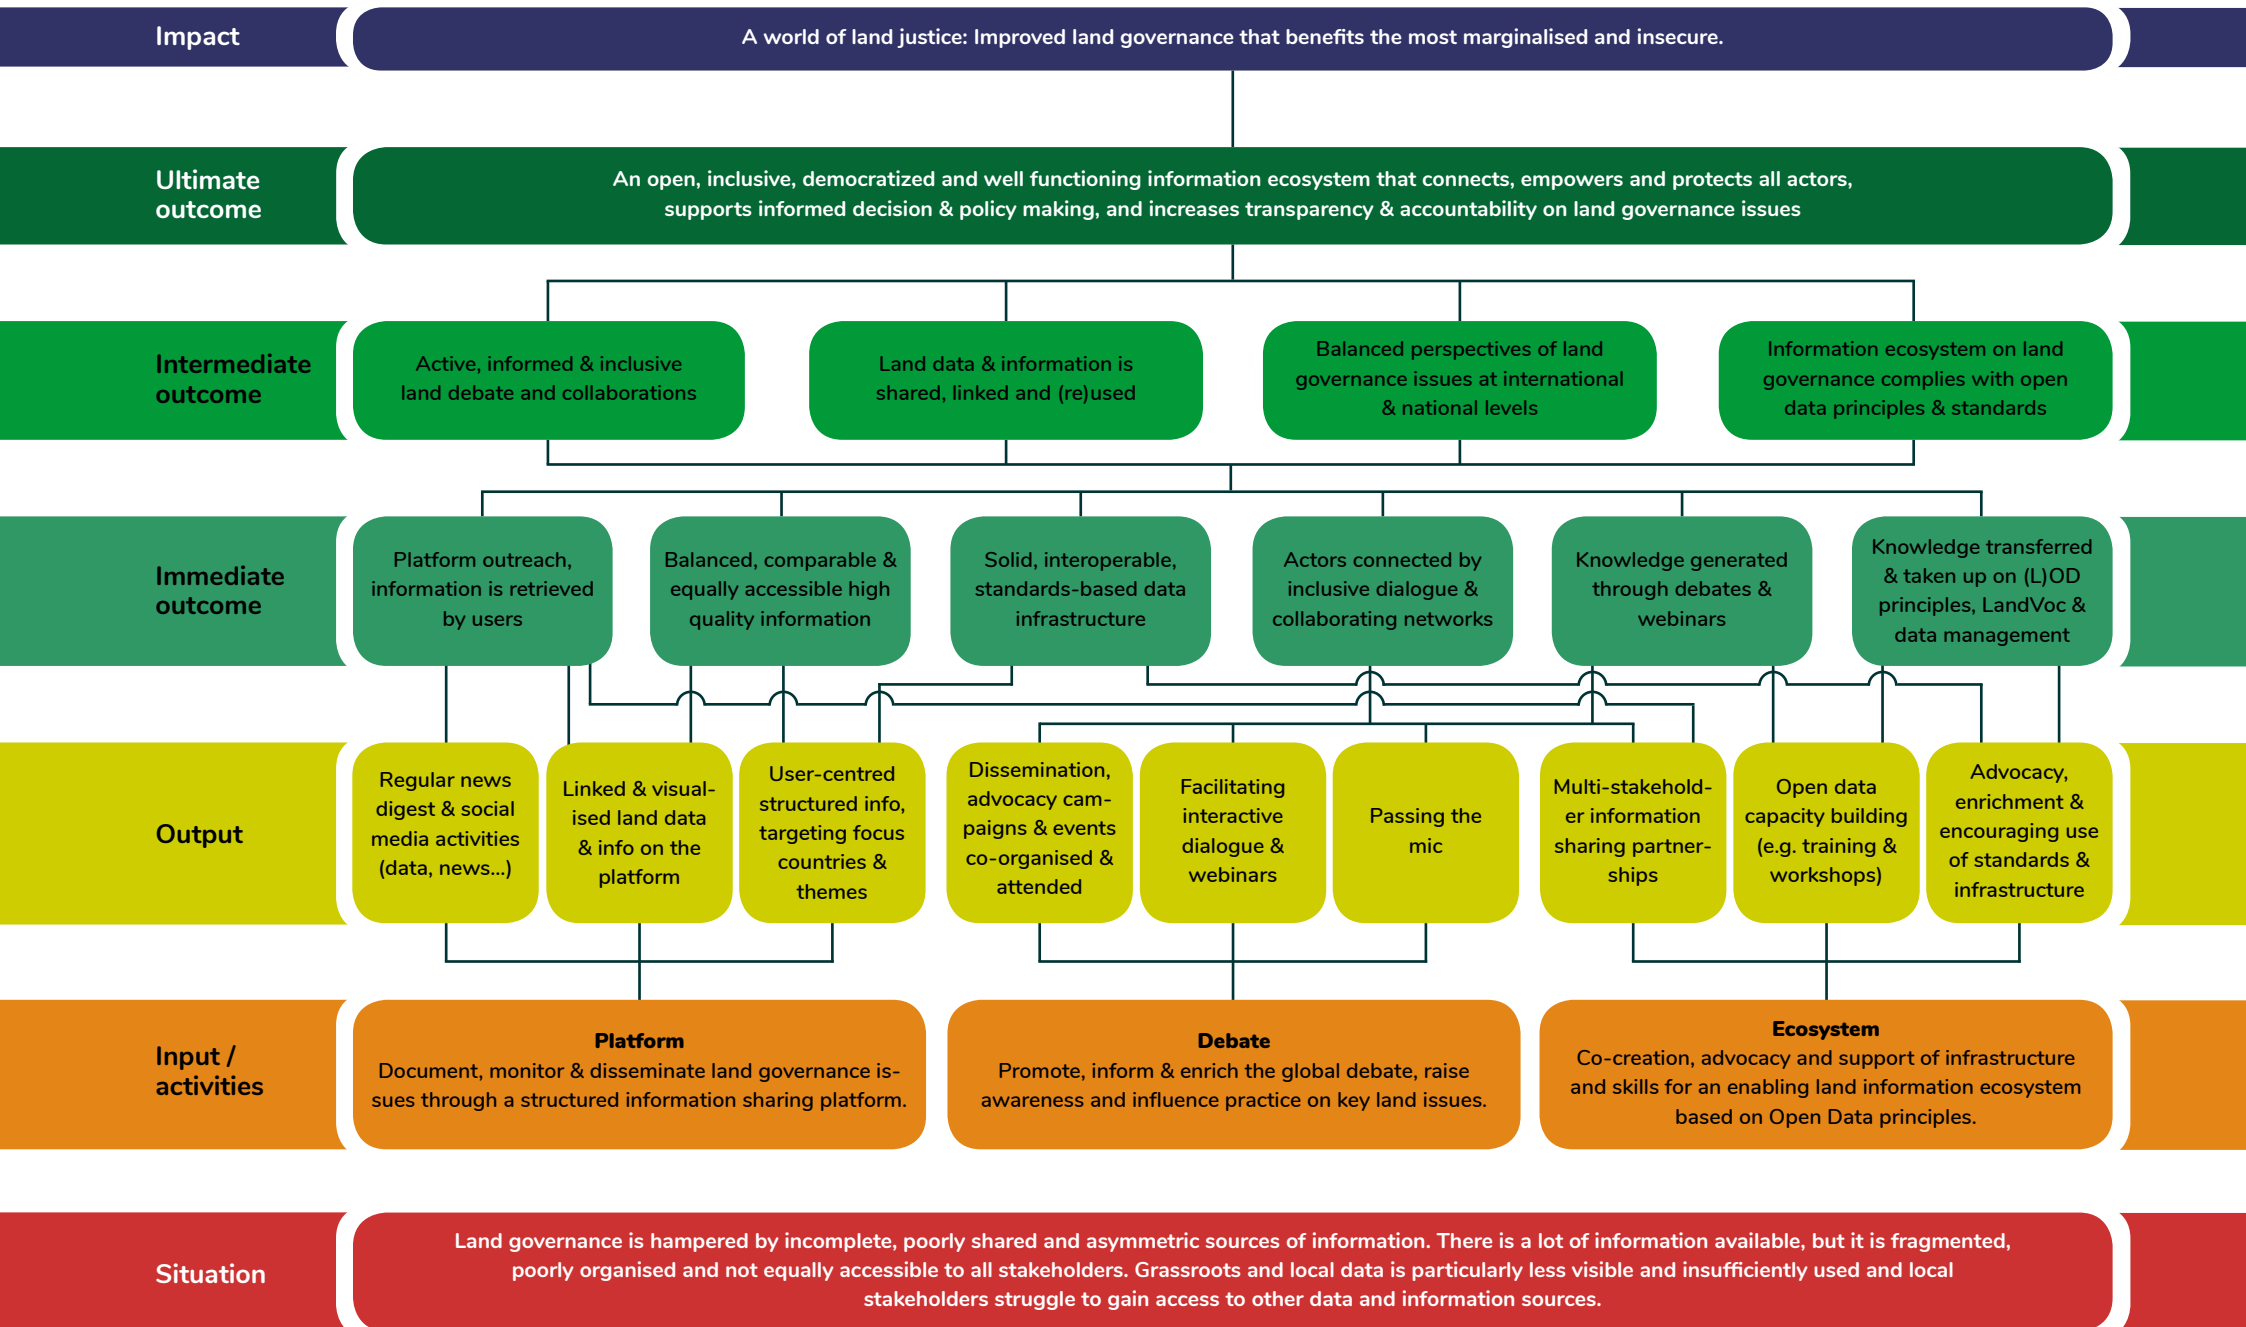 Impact
A world of land justice: Improved land governance that benefits the most marginalised and insecure.
Ultimate
outcome
An open, inclusive, democratized and well functioning information ecosystem that connects, empowers and protects all actors,
supports informed decision & policy making, and increases transparency & accountability on land governance issues
Intermediate
outcome
Active, informed & inclusive
land debate and collaborations
Land data & information is
shared, linked and (re)used
Balanced perspectives of land
governance issues at international
& national levels
Information ecosystem on land
governance complies with open
data principles & standards
Immediate
outcome
Platform outreach,
information is retrieved
by users
Balanced, comparable &
equally accessible high
quality information
Solid, interoperable,
standards-based data
infrastructure
Actors connected by
inclusive dialogue &
collaborating networks
Knowledge generated
through debates &
webinars
Knowledge transferred
& taken up on (L)OD
principles, LandVoc &
data management
Output
Regular news
digest & social
media activities
(data, news...)
Linked & visual-
ised land data
& info on the
platform
User-centred
structured info,
targeting focus
countries &
themes
Dissemination,
advocacy cam-
paigns & events
co-organised &
attended
Facilitating
interactive
dialogue &
webinars
Passing the
mic
Multi-stakehold-
er information
sharing partner-
ships
Open data
capacity building
(e.g. training &
workshops)
Advocacy,
enrichment &
encouraging use
of standards &
infrastructure
Input /
activities
Platform
Document, monitor & disseminate land governance is-
sues through a structured information sharing platform.
Debate
Promote, inform & enrich the global debate, raise
awareness and influence practice on key land issues.
Ecosystem
Co-creation, advocacy and support of infrastructure
and skills for an enabling land information ecosystem
based on Open Data principles.
Situation
Land governance is hampered by incomplete, poorly shared and asymmetric sources of information. There is a lot of information available, but it is fragmented,
poorly organised and not equally accessible to all stakeholders. Grassroots and local data is particularly less visible and insufficiently used and local
stakeholders struggle to gain access to other data and information sources.